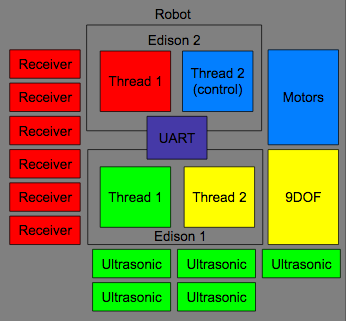 Robot
Edison 2
Receiver
Receiver
Receiver
Receiver
Receiver
Receiver
Thread 1
Thread 2
(control)
Motors
UART
Thread 1
Thread 2
9DOF
Edison 1
Ultrasonic
Ultrasonic
Ultrasonic
Ultrasonic
Ultrasonic